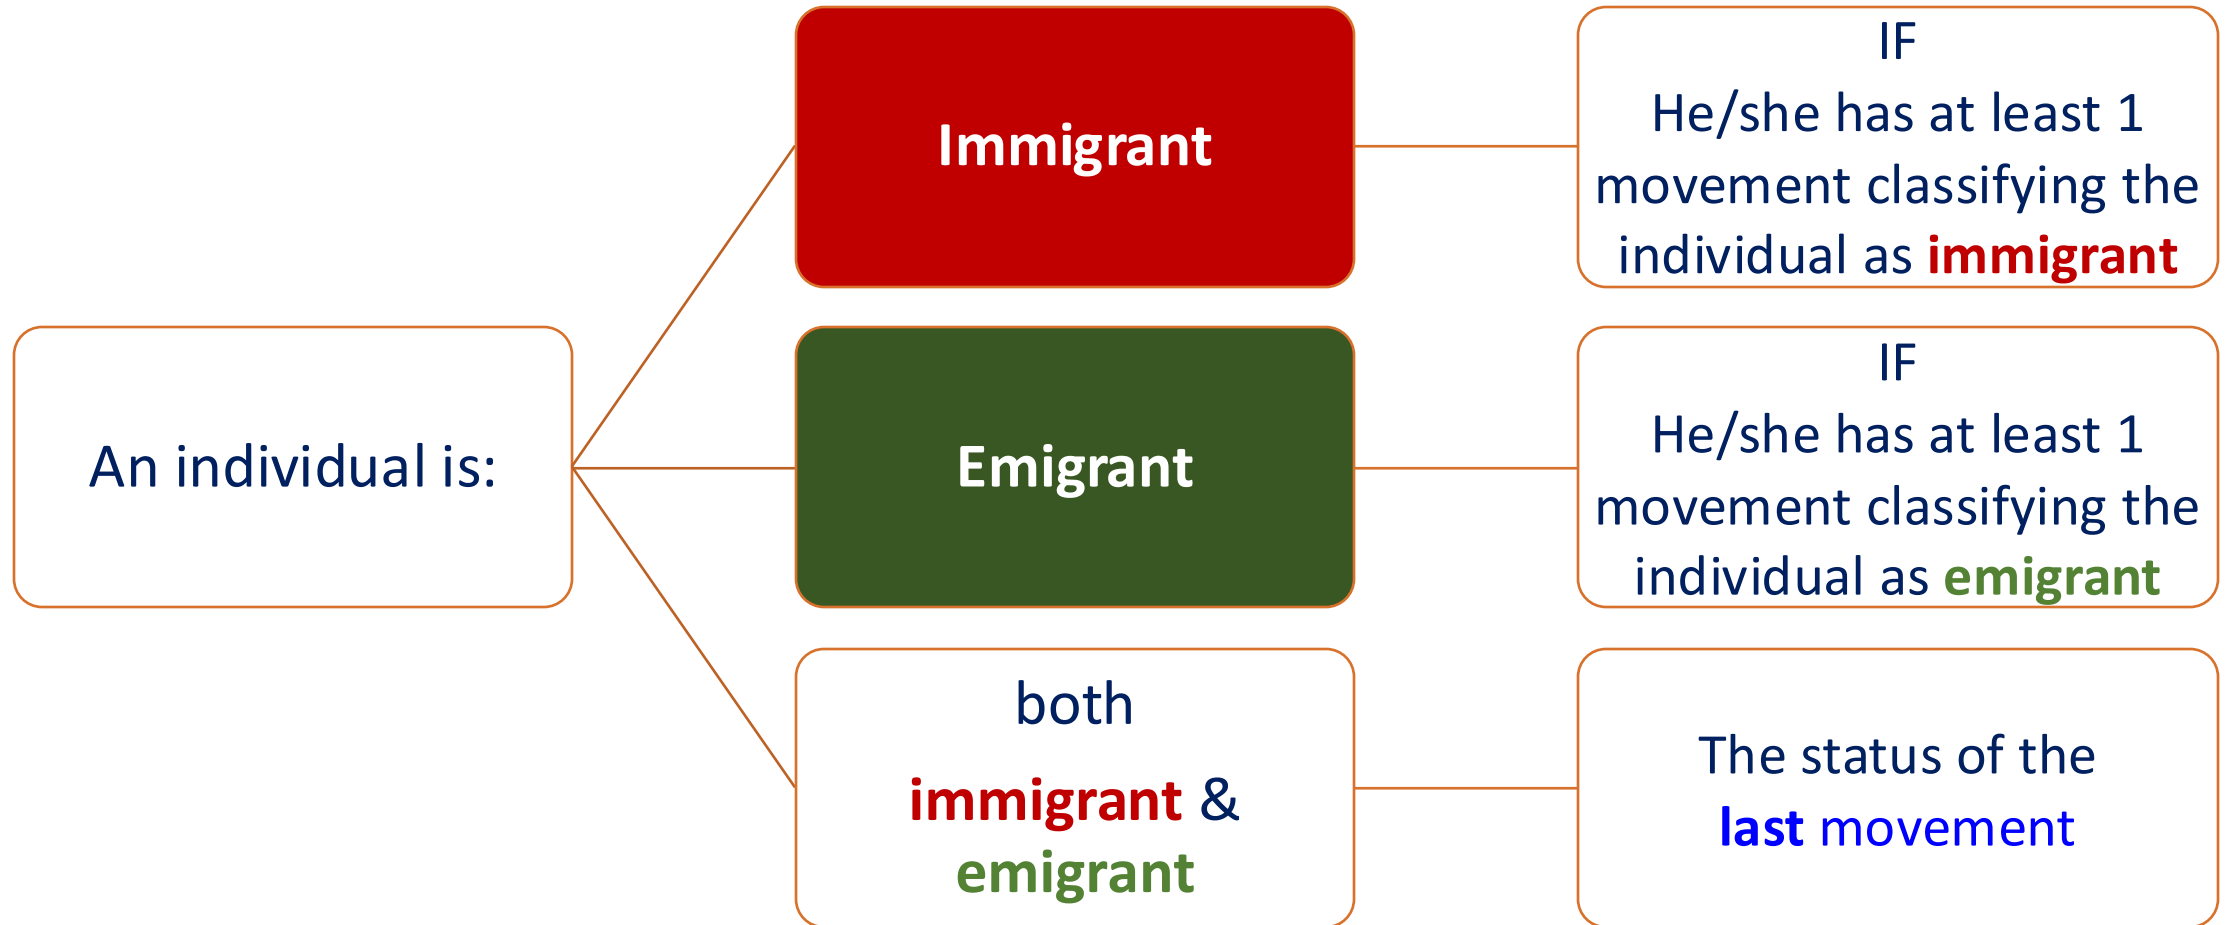 An individual is:
Immigrant
IF
He/she has at least 1
movement classifying the
individual as immigrant
Emigrant
IF
He/she has at least 1
movement classifying the
individual as emigrant
both
immigrant &
emigrant
The status of the
last movement